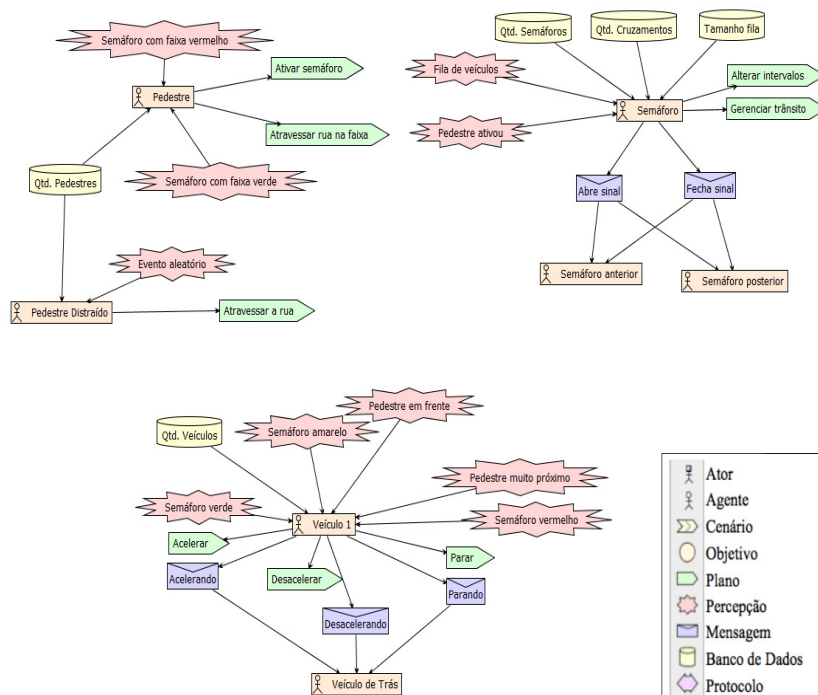 Semáforo com faixa vermelho
Ativar semáforo
Pedestre
Atravessar rua na faixa
Qtd. Pedestres
Semáforo com faixa verde
Evento aleatório
Pedestre Distraído
Atravessar a rua
Qtd. Semáforos
Qtd. Cruzamentos
Tamanho fila
Fila de veículos
Alterar intervalos
Semáforo
Gerenciar trânsito
Pedestre ativou
Abre sinal
Fecha sinal
Semáforo anterior
Semáforo posterior
Pedestre em frente
Qtd. Veículos
Semáforo amarelo
Pedestre muito próximo
Semáforo verde
Veículo 1
Semáforo vermelho
Acelerar
Parar
Acelerando
Desacelerar
Parando
Desacelerando
Veículo de Trás
Ator
Agente
Cenário
Objetivo
Plano
Percepção
Mensagem
Banco de Dados
Protocolo